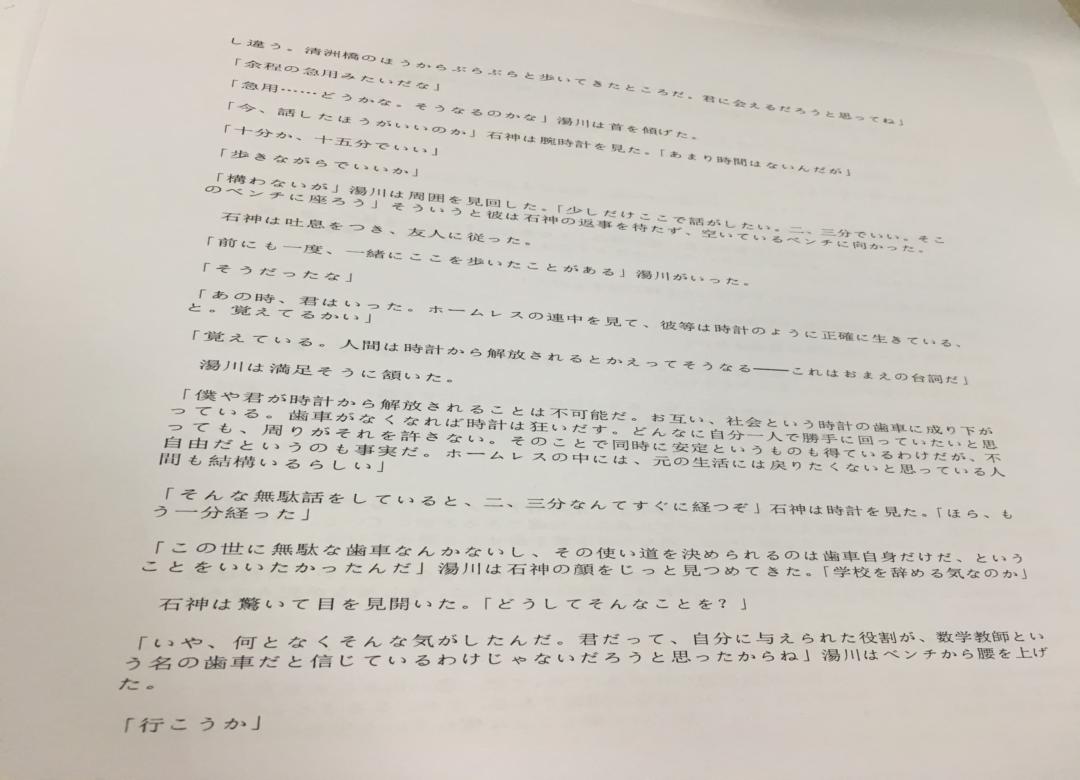 し違う。清洲橋のほうからぶらぶらと歩いてきたところだ。君に会えるだろうと思ってね」
「余程の急用みたいだな」
「急用……どうかな。そうなるのかな」湯川は首を傾げた。
「今、話したほうがいいのか」石神は腕時計を見た。「あまり時間はないんだが」
「十分か、十五分でいい」
「歩きながらでいいか」
「構わないが」湯川は周囲を見回した。「少しだけここで話がしたい。二、三分でいい。そこ
のベンチに座ろう」そういうと彼は石神の返事を待たず、空いているベンチに向かった。
石神は吐息をつき、友人に従った。
「前にも一度、一緒にここを歩いたことがある」湯川がいった。
「そうだったな」
「あの時、君はいった。ホームレスの連中を見て、彼等は時計のように正確に生きている、
と。覚えてるかい」
「覚えている。人間は時計から解放されるとかえってそうなる――これはおまえの台詞だ」
湯川は満足そうに頷いた。
「僕や君が時計から解放されることは不可能だ。お互い、社会という時計の歯車に成り下が
っている。歯車がなくなれば時計は狂いだす。どんなに自分一人で勝手に回っていたいと思
っても、周りがそれを許さない。そのことで同時に安定というものも得ているわけだが、不
自由だというのも事実だ。ホームレスの中には、元の生活には戻りたくないと思っている人
間も結構いるらしい」
「そんな無駄話をしていると、二、三分なんてすぐに経つぞ」石神は時計を見た。「ほら、も
う一分経った」
「この世に無駄な歯車なんかないし、その使い道を決められるのは歯車自身だけだ、という
ことをいいたかったんだ」湯川は石神の顔をじっと見つめてきた。「学校を辞める気なのか」
石神は驚いて目を見開いた。「どうしてそんなことを？」
「いや、何となくそんな気がしたんだ。君だって、自分に与えられた役割が、数学教師とい
う名の歯車だと信じているわけじゃないだろうと思ったからね」湯川はベンチから腰を上げ
た。
「行こうか」